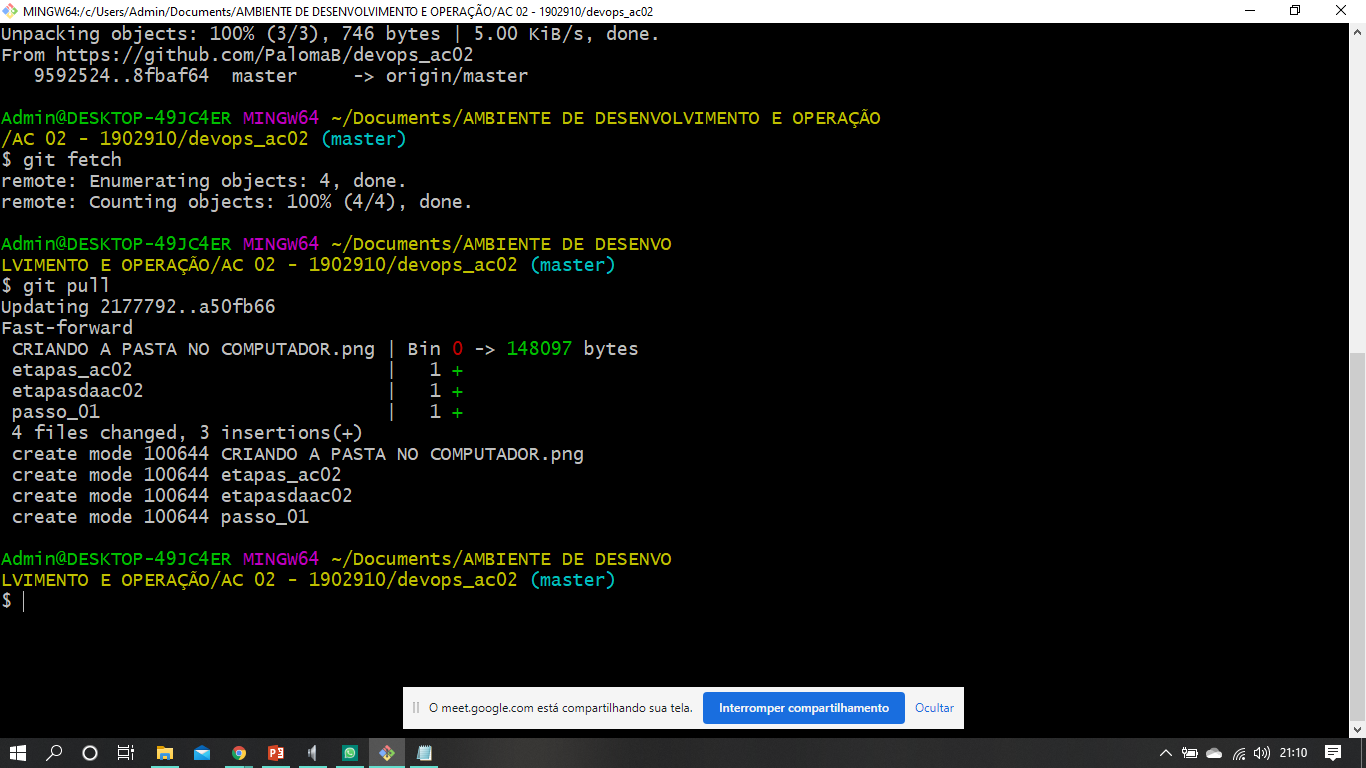 MINGW64:/c/Users/Admin/Documents/AMBIENTE DE DESENVOLVIMENTO E OPERAÇÃO/AC 02 - 1902910/devops_ac02
Unpacking objects: 100% (3/3), 746 bytes | 5.00 KiB/s, done.
From https://github.com/PalomaB/devops_ac02
   9592524..8fbaf64  master     -> origin/master
Admin@DESKTOP-49JC4ER MINGW64 ~/Documents/AMBIENTE DE DESENVOLVIMENTO E OPERAÇÃO
/AC 02 - 1902910/devops_ac02 (master)
$ git fetch
remote: Enumerating objects: 4, done.
remote: Counting objects: 100% (4/4), done.
Admin@DESKTOP-49JC4ER MINGW64 ~/Documents/AMBIENTE DE DESENVO
LVIMENTO E OPERAÇÃO/AC 02 - 1902910/devops_ac02 (master)
$ git pull
Updating 2177792..a50fb66
Fast-forward
 CRIANDO A PASTA NO COMPUTADOR.png | Bin 0 -> 148097 bytes
 etapas_ac02                       |   1 +
 etapasdaac02                      |   1 +
 passo_01                          |   1 +
 4 files changed, 3 insertions(+)
 create mode 100644 CRIANDO A PASTA NO COMPUTADOR.png
 create mode 100644 etapas_ac02
 create mode 100644 etapasdaac02
 create mode 100644 passo_01
Admin@DESKTOP-49JC4ER MINGW64 ~/Documents/AMBIENTE DE DESENVO
LVIMENTO E OPERAÇÃO/AC 02 - 1902910/devops_ac02 (master)
$
O meet.google.com está compartilhando sua tela. Interromper compartilhamento Ocultar
21:10